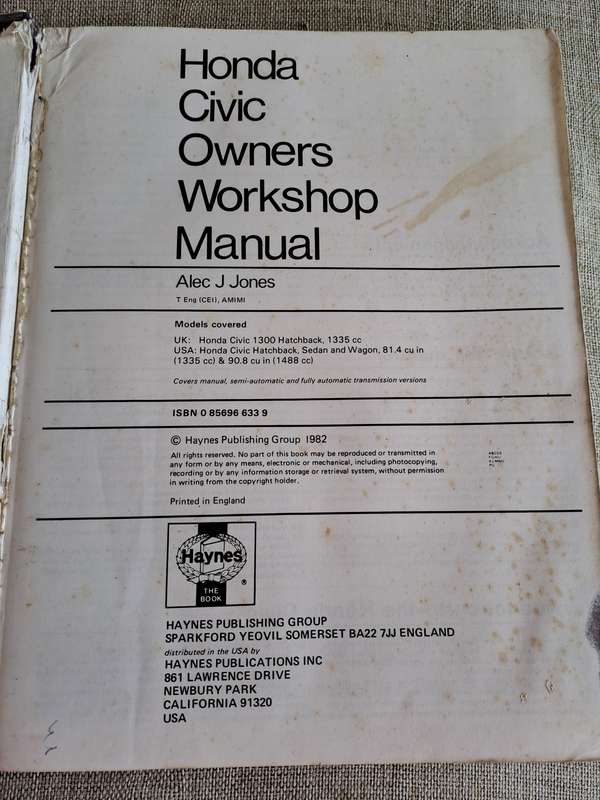 Honda
Civic
Owners
Workshop
Manual
Alec J Jones
T Eng (CEI), AMIMI
Models covered
UK: Honda Civic 1300 Hatchback, 1335 cc
USA: Honda Civic Hatchback, Sedan and Wagon, 81.4 cu in
(1335 cc) & 90.8 cu in (1488 cc)
Covers manual, semi-automatic and fully automatic transmission versions
ISBN 0 85696 633 9
© Haynes Publishing Group 1982
All rights reserved. No part of this book may be reproduced or transmitted in
any form or by any means, electronic or mechanical, including photocopying,
recording or by any information storage or retrieval system, without permission
in writing from the copyright holder.
Printed in England
Haynes
®
THE
BOOK
HAYNES PUBLISHING GROUP
SPARKFORD YEOVIL SOMERSET BA22 7JJ ENGLAND
distributed in the USA by
HAYNES PUBLICATIONS INC
861 LAWRENCE DRIVE
NEWBURY PARK
CALIFORNIA 91320
USA